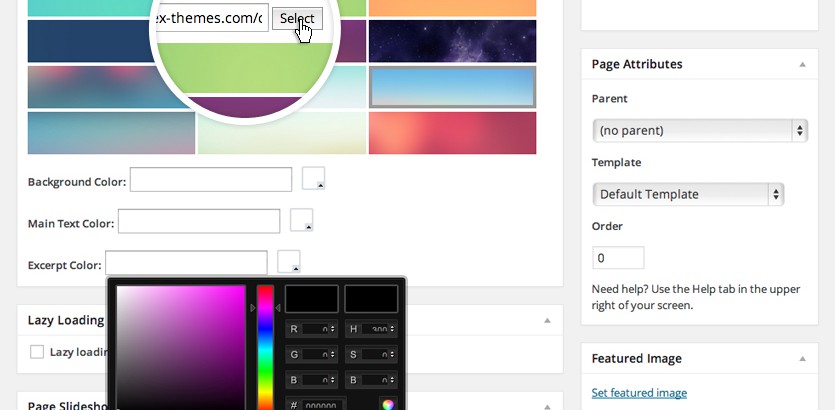 ex-themes.com/c
Select
Background Color:
Main Text Color:
Excerpt Color:
Lazy Loading
Lazy loadin
Page Slidesho
R 0
H 300
G 0
S 0
B 0
B 0
# 000000
Page Attributes
Parent
(no parent)
Template
Default Template
Order
0
Need help? Use the Help tab in the upper
right of your screen.
Featured Image
Set featured image